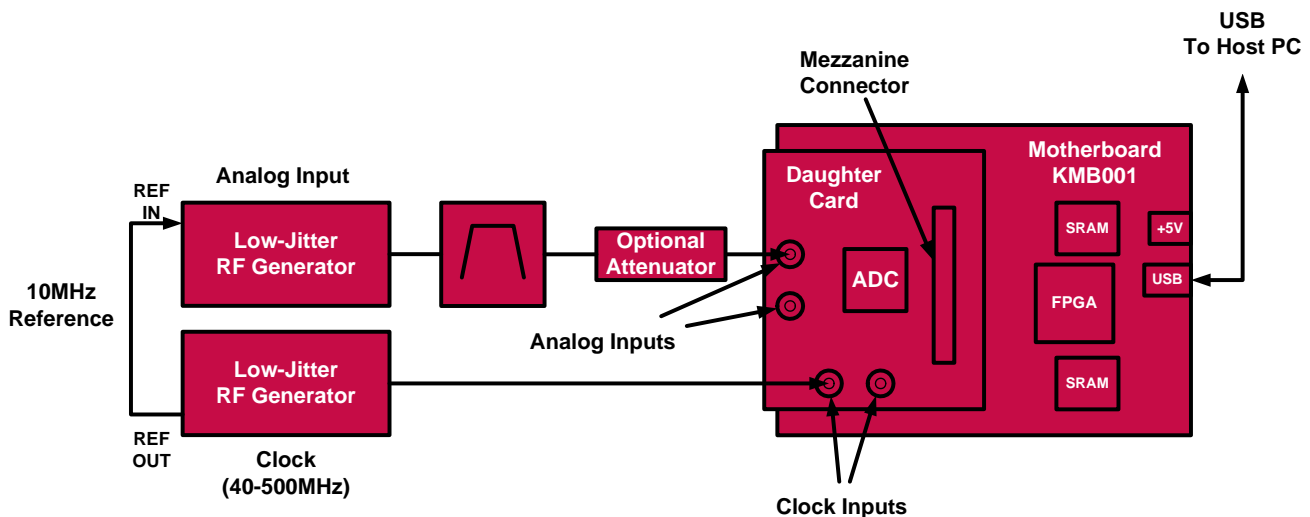 USB
To Host PC
Mezzanine
Connector
Motherboard
KMB001
Daughter
Card
Analog Input
REF
IN
Low-Jitter
RF Generator
Optional
Attenuator
ADC
SRAM
+5V
USB
FPGA
10MHz
Reference
Analog Inputs
Low-Jitter
RF Generator
SRAM
REF
OUT
Clock
(40-500MHz)
Clock Inputs